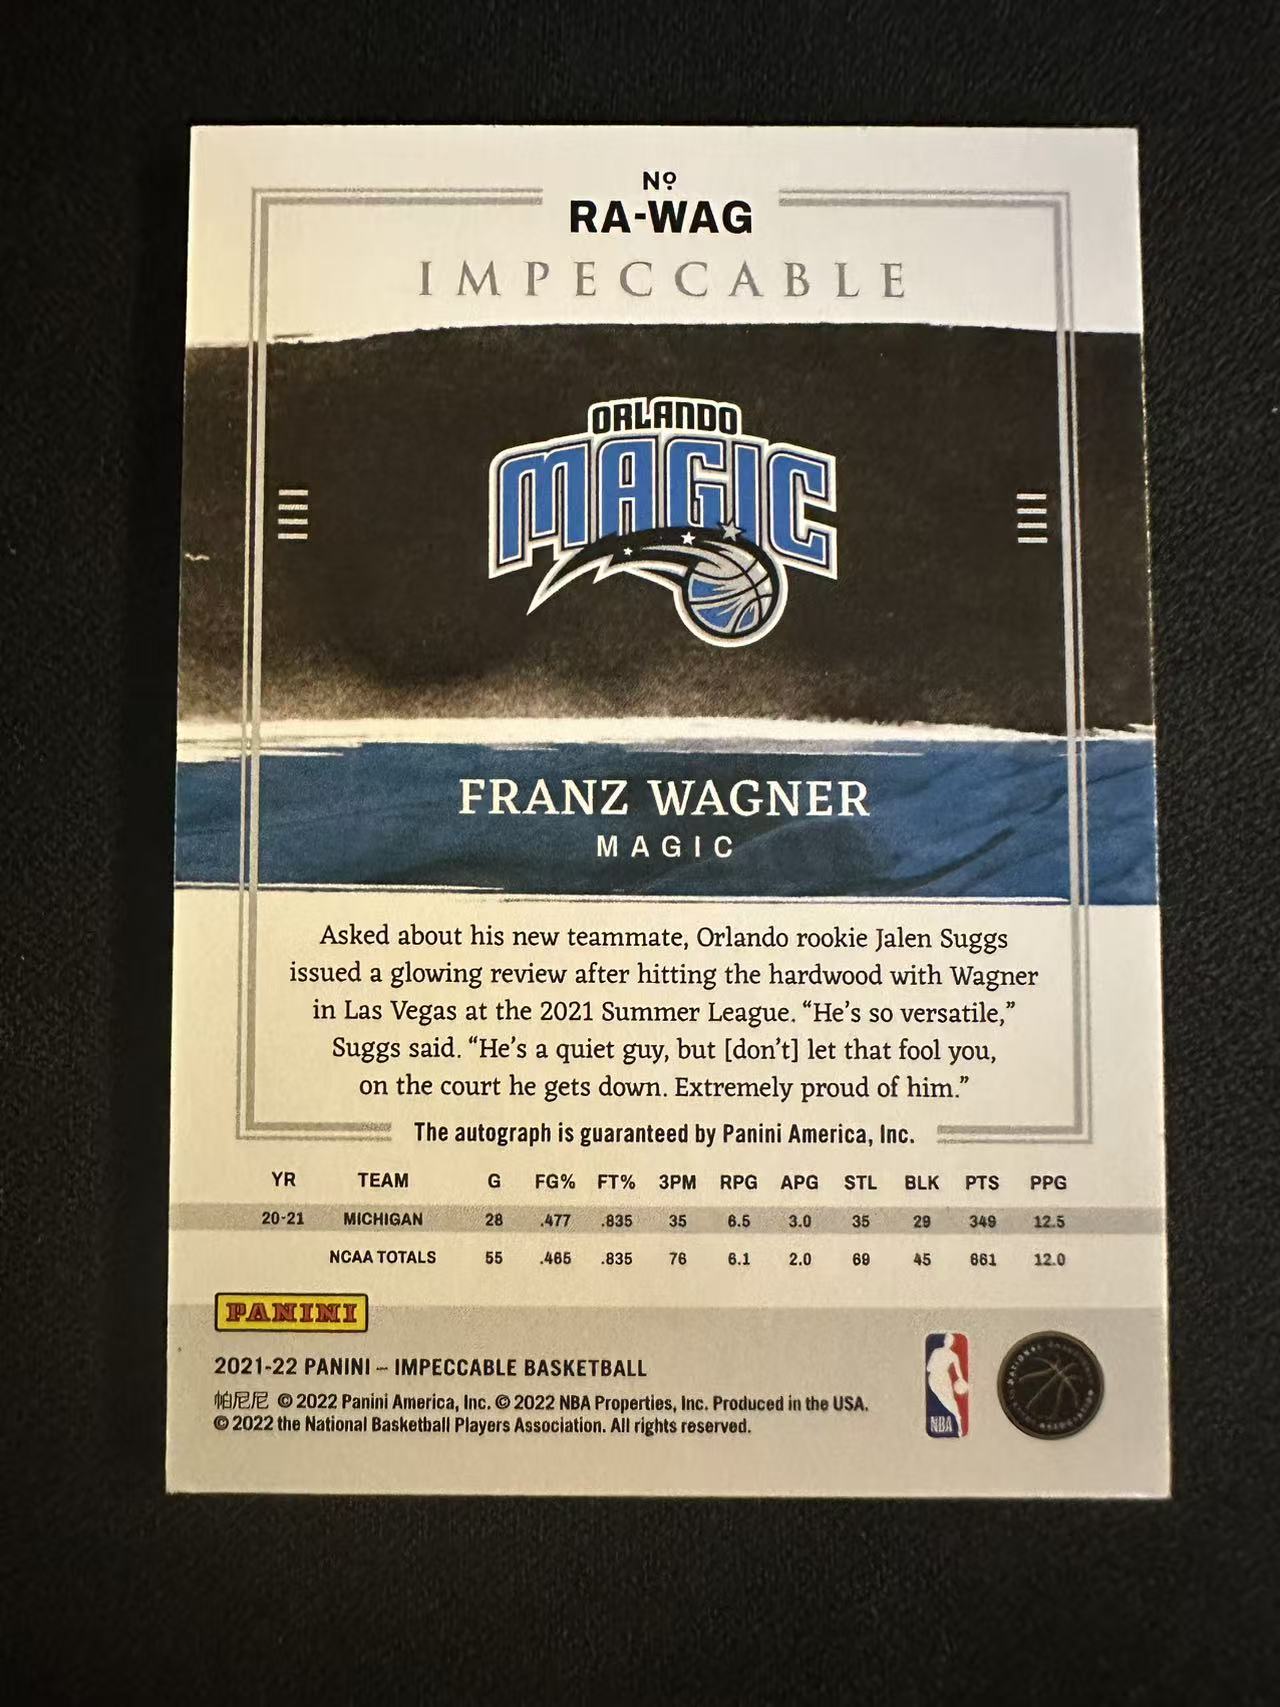 Nº
RA-WAG
IMPECCABLE
ORLANDO
MAGIC
FRANZ WAGNER
MAGIC
Asked about his new teammate, Orlando rookie Jalen Suggs
issued a glowing review after hitting the hardwood with Wagner
in Las Vegas at the 2021 Summer League. “He’s so versatile,”
Suggs said. “He’s a quiet guy, but [don’t] let that fool you,
on the court he gets down. Extremely proud of him.”
The autograph is guaranteed by Panini America, Inc.
YR TEAM G FG% FT% 3PM RPG APG STL BLK PTS PPG
20-21 MICHIGAN 28 .477 .835 35 6.5 3.0 35 29 349 12.5
NCAA TOTALS 55 .465 .835 76 6.1 2.0 69 45 661 12.0
PANINI
2021-22 PANINI – IMPECCABLE BASKETBALL
帕尼尼 © 2022 Panini America, Inc. © 2022 NBA Properties, Inc. Produced in the USA.
© 2022 the National Basketball Players Association. All rights reserved.
NBA